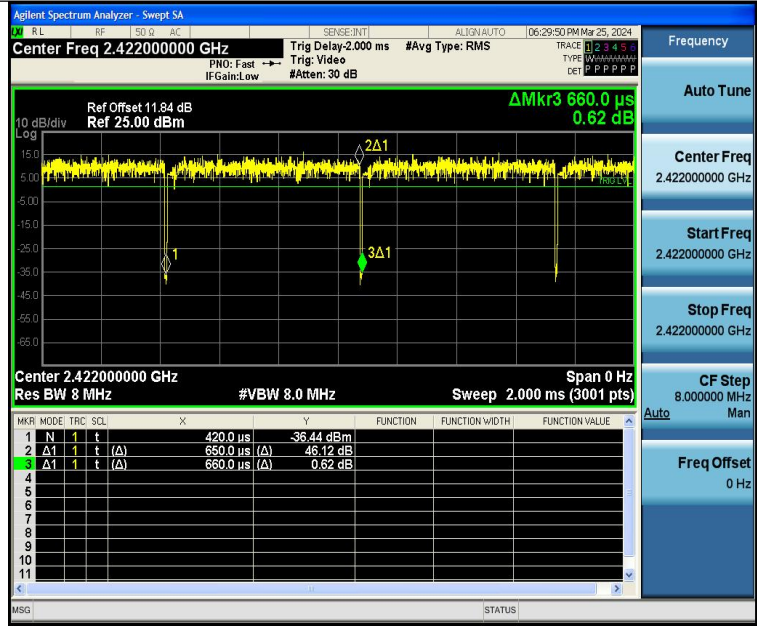 Agilent Spectrum Analyzer - Swept SA
RL RF 50 Ω AC SENSE:INT ALIGN AUTO 06:29:50 PM Mar 25, 2024
Center Freq 2.422000000 GHz
PNO: Fast
IFGain:Low
Trig Delay-2.000 ms
Trig: Video
#Atten: 30 dB
#Avg Type: RMS
TRACE 1 2 3 4 5 6
TYPE
DET P P P P P P
Frequency
ΔMkr3 660.0 µs
0.62 dB
Ref Offset 11.84 dB
10 dB/div Ref 25.00 dBm
Log
15.0
5.00
-5.00
-15.0
-25.0
-35.0
-45.0
-55.0
-65.0
2Δ1
TRIG LVL
1
3Δ1
Center 2.422000000 GHz Span 0 Hz
Res BW 8 MHz #VBW 8.0 MHz Sweep 2.000 ms (3001 pts)
MKR MODE TRC SCL X Y FUNCTION FUNCTION WIDTH FUNCTION VALUE
1 N 1 t 420.0 µs -36.44 dBm
2 Δ1 1 t (Δ) 650.0 µs (Δ) 46.12 dB
3 Δ1 1 t (Δ) 660.0 µs (Δ) 0.62 dB
4
5
6
7
8
9
10
11
MSG STATUS
Auto Tune
Center Freq
2.422000000 GHz
Start Freq
2.422000000 GHz
Stop Freq
2.422000000 GHz
CF Step
8.000000 MHz
Auto Man
Freq Offset
0 Hz